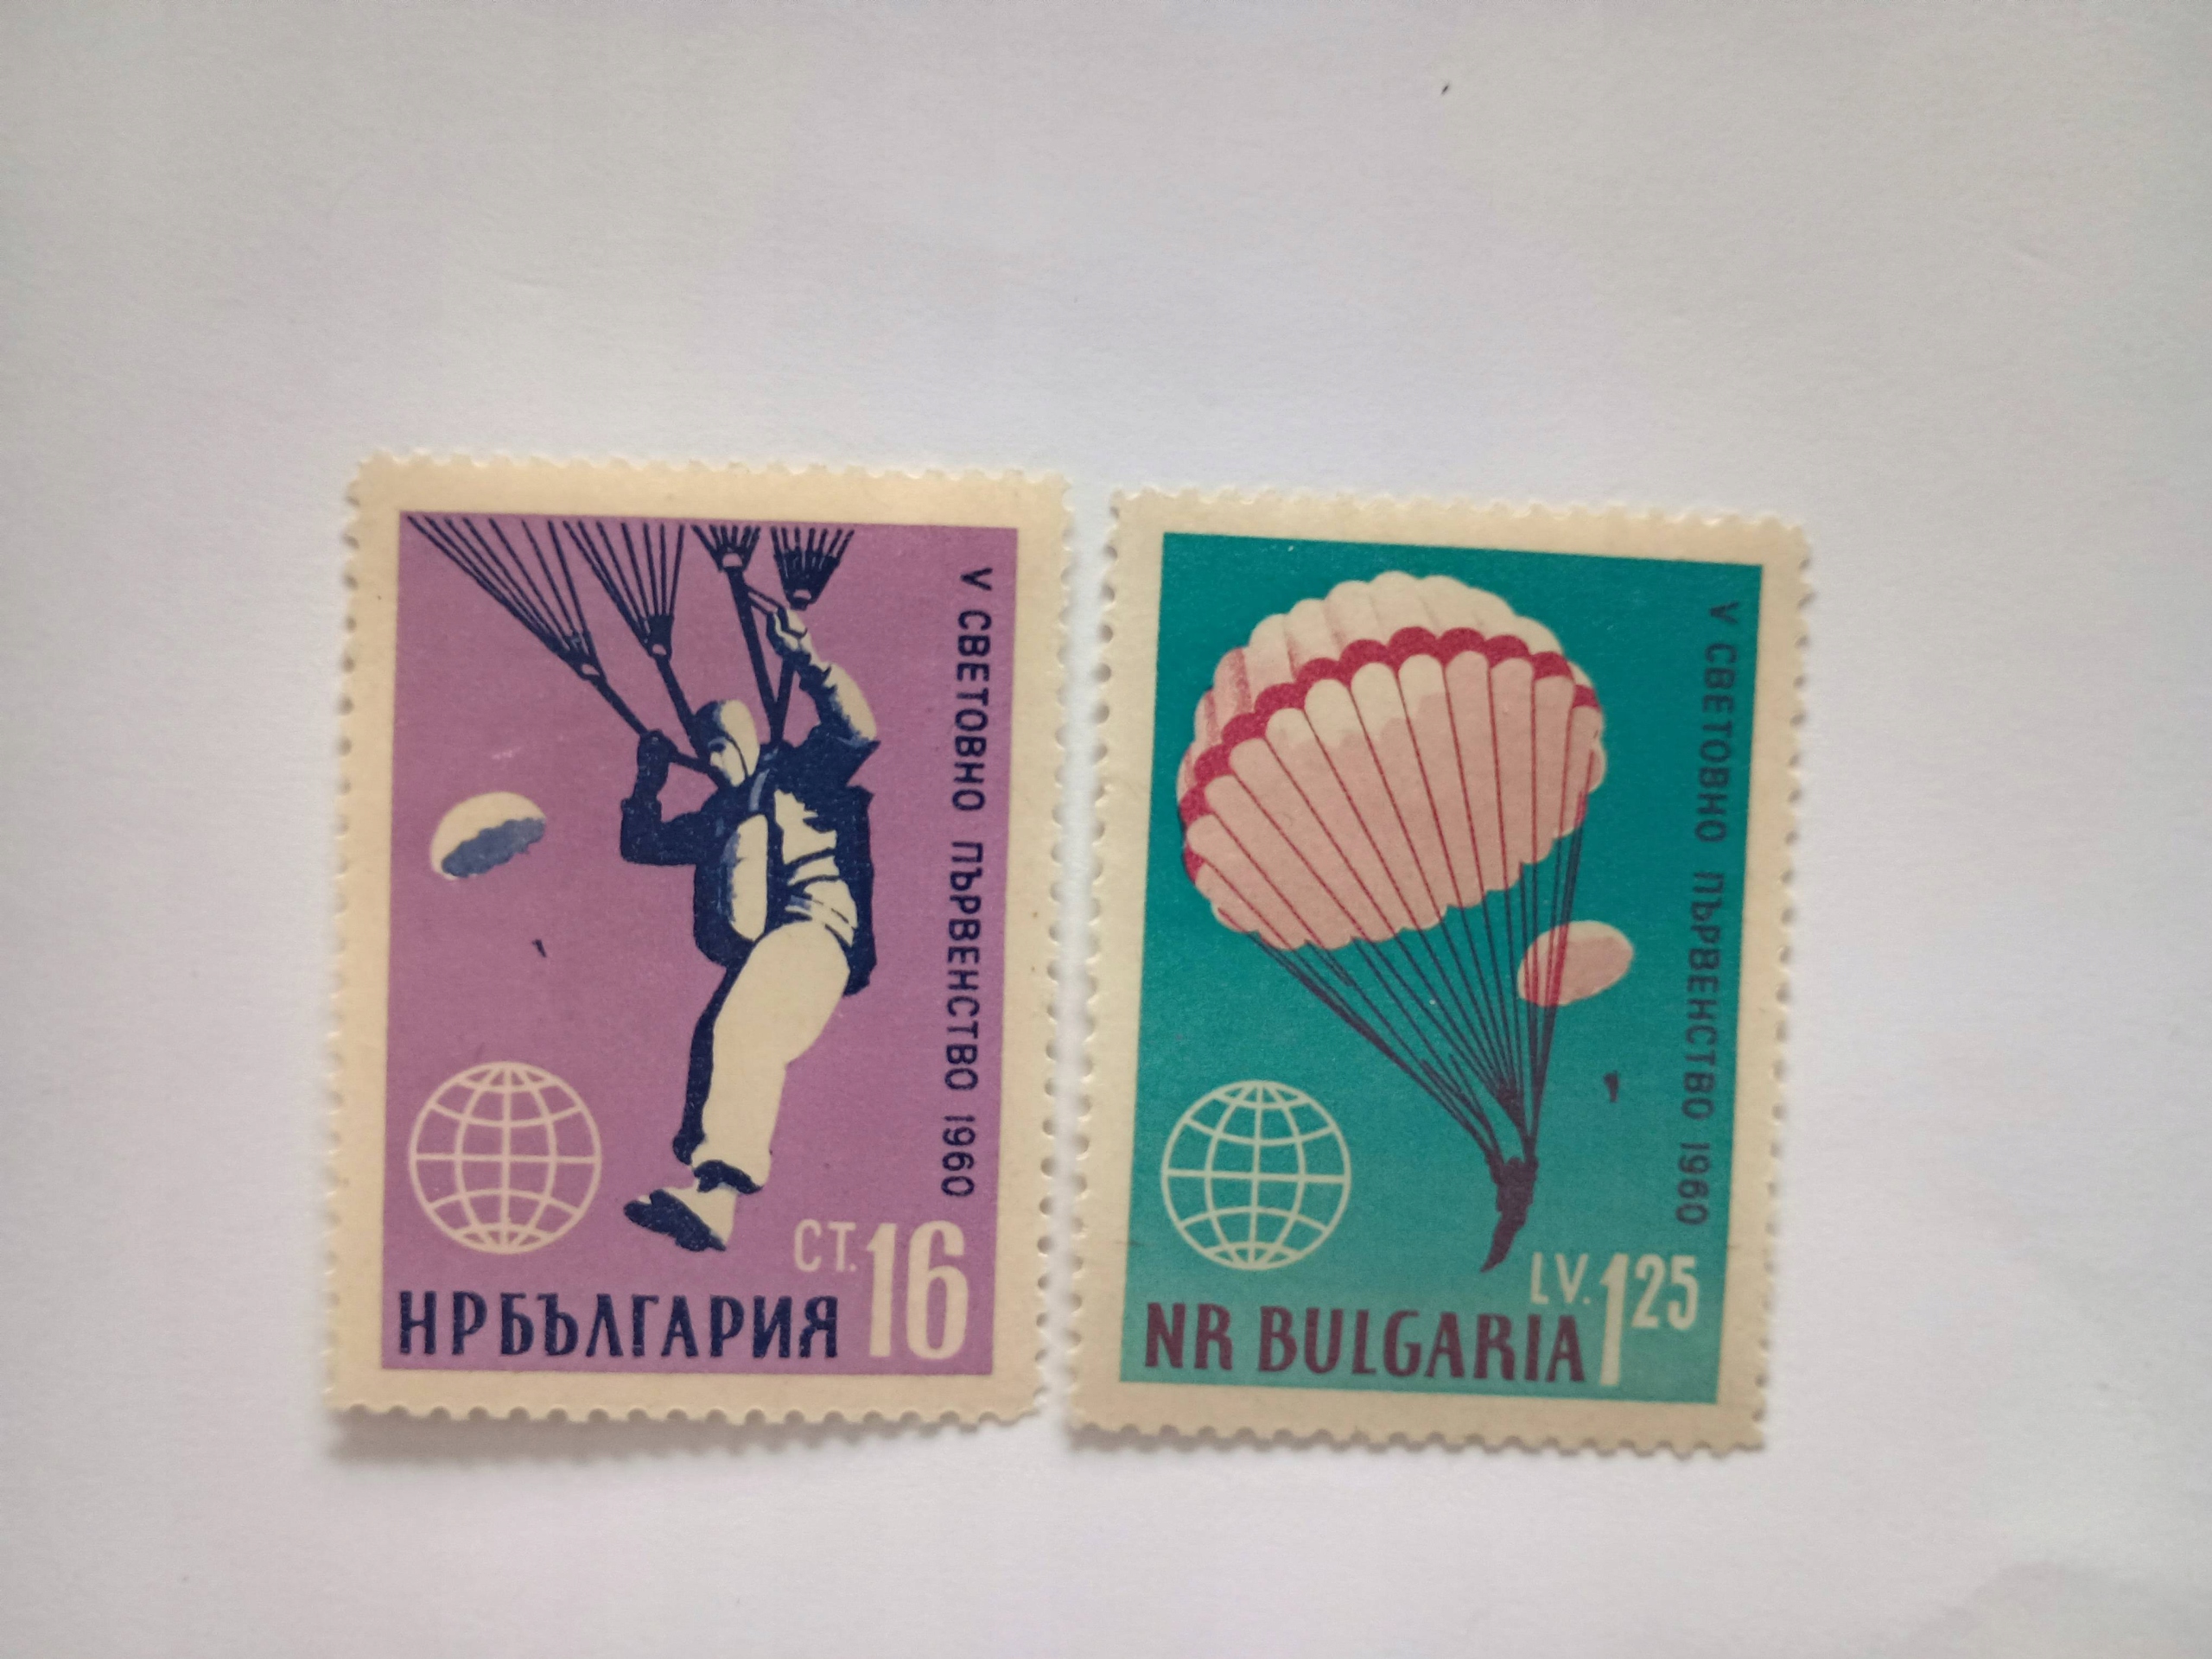 V СВЕТОВНО ПЪРВЕНСТВО 1960
СТ. 16
НРБЪЛГАРИЯ
V СВЕТОВНО ПЪРВЕНСТВО 1960
LV. 1 25
NR BULGARIA